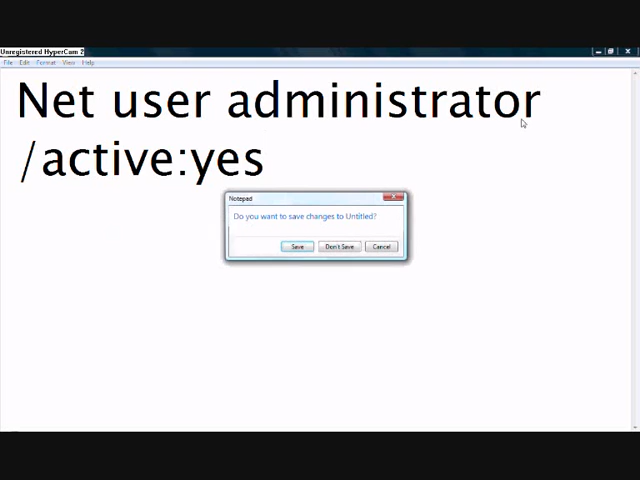 Unregistered HyperCam 2
File Edit Format View Help
Net user administrator
/active:yes
Notepad
Do you want to save changes to Untitled?
Save Don't Save Cancel